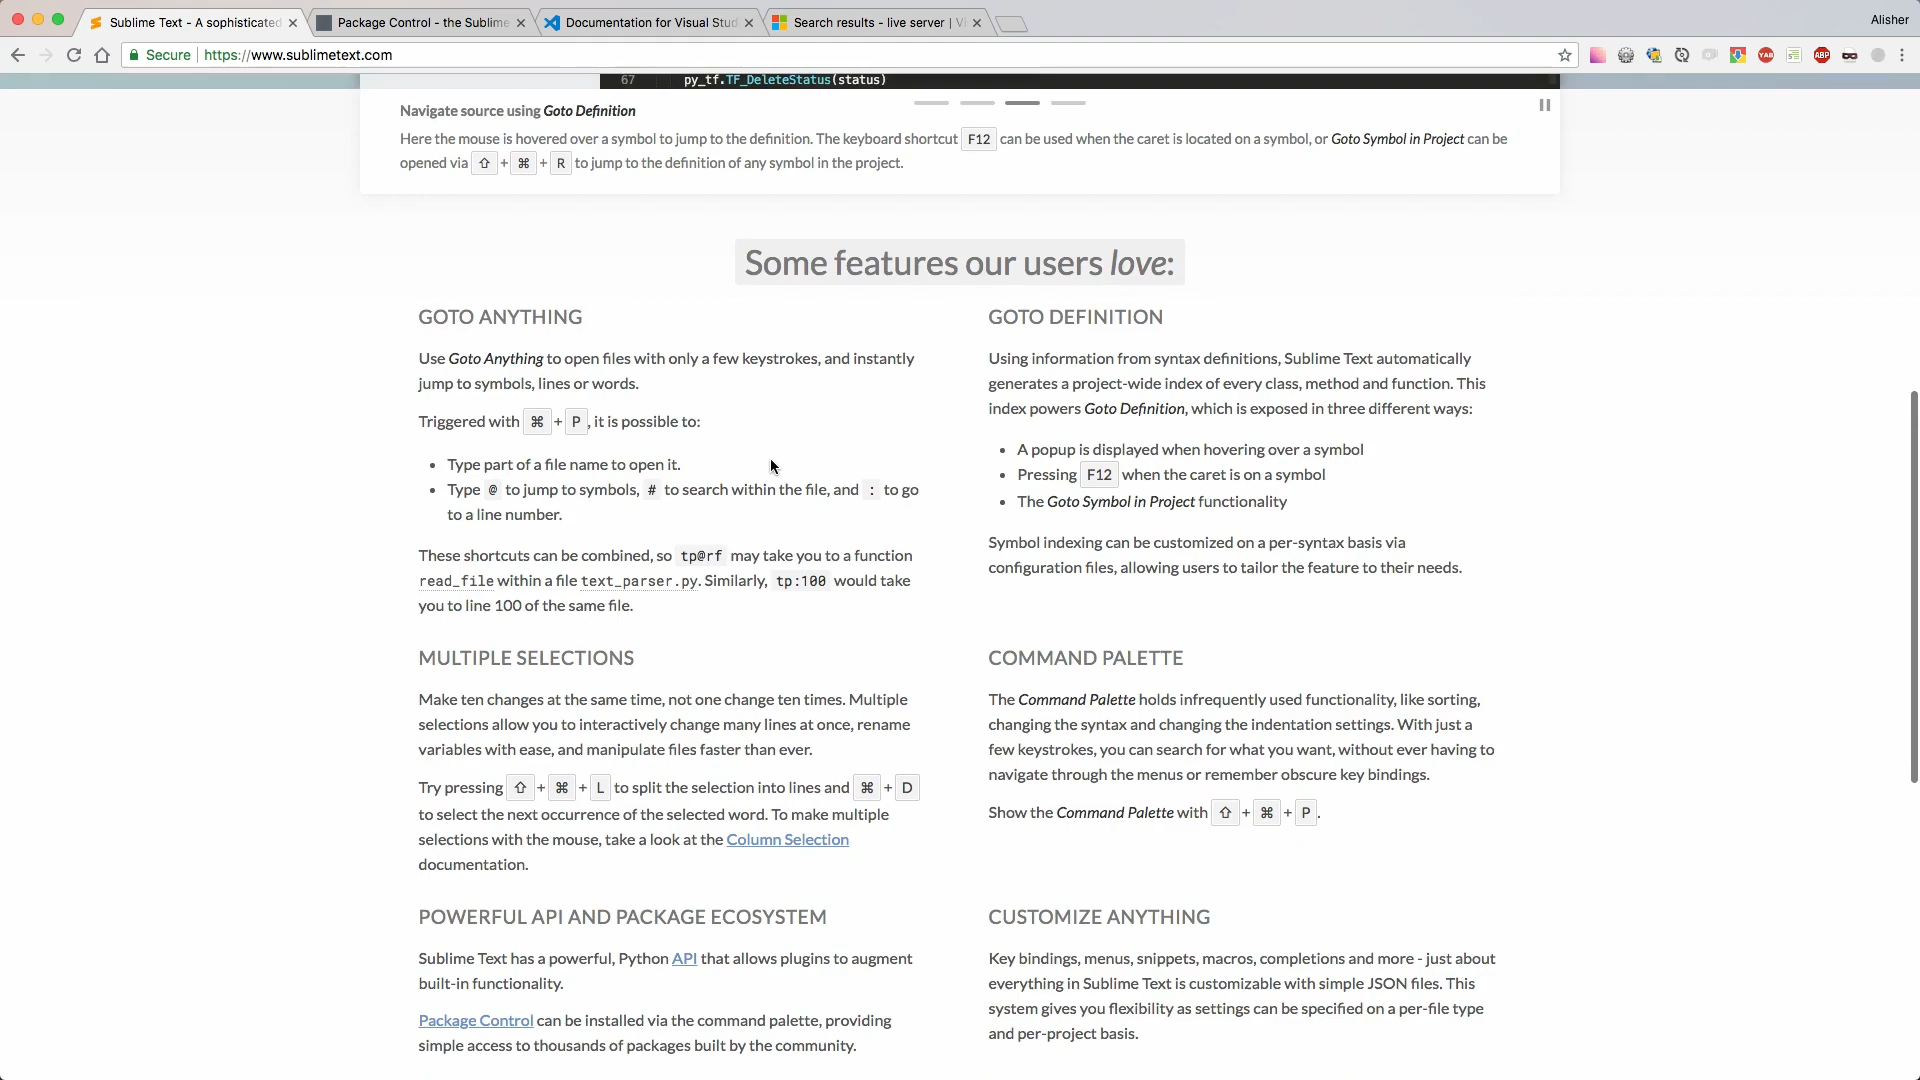 Sublime Text - A sophisticated
Package Control - the Sublime
Documentation for Visual Stud
Search results - live server | Vi
Alisher
Secure
https://www.sublimetext.com
67 py_tf.TF_DeleteStatus(status)
Navigate source using Goto Definition
Here the mouse is hovered over a symbol to jump to the definition. The keyboard shortcut F12 can be used when the caret is located on a symbol, or Goto Symbol in Project can be
opened via ⇧ + ⌘ + R to jump to the definition of any symbol in the project.
Some features our users love:
GOTO ANYTHING
Use Goto Anything to open files with only a few keystrokes, and instantly
jump to symbols, lines or words.
Triggered with ⌘ + P, it is possible to:
• Type part of a file name to open it.
• Type @ to jump to symbols, # to search within the file, and : to go
to a line number.
These shortcuts can be combined, so tp@rf may take you to a function
read_file within a file text_parser.py. Similarly, tp:100 would take
you to line 100 of the same file.
GOTO DEFINITION
Using information from syntax definitions, Sublime Text automatically
generates a project-wide index of every class, method and function. This
index powers Goto Definition, which is exposed in three different ways:
• A popup is displayed when hovering over a symbol
• Pressing F12 when the caret is on a symbol
• The Goto Symbol in Project functionality
Symbol indexing can be customized on a per-syntax basis via
configuration files, allowing users to tailor the feature to their needs.
MULTIPLE SELECTIONS
Make ten changes at the same time, not one change ten times. Multiple
selections allow you to interactively change many lines at once, rename
variables with ease, and manipulate files faster than ever.
Try pressing ⇧ + ⌘ + L to split the selection into lines and ⌘ + D
to select the next occurrence of the selected word. To make multiple
selections with the mouse, take a look at the Column Selection
documentation.
COMMAND PALETTE
The Command Palette holds infrequently used functionality, like sorting,
changing the syntax and changing the indentation settings. With just a
few keystrokes, you can search for what you want, without ever having to
navigate through the menus or remember obscure key bindings.
Show the Command Palette with ⇧ + ⌘ + P.
POWERFUL API AND PACKAGE ECOSYSTEM
Sublime Text has a powerful, Python API that allows plugins to augment
built-in functionality.
Package Control can be installed via the command palette, providing
simple access to thousands of packages built by the community.
CUSTOMIZE ANYTHING
Key bindings, menus, snippets, macros, completions and more - just about
everything in Sublime Text is customizable with simple JSON files. This
system gives you flexibility as settings can be specified on a per-file type
and per-project basis.